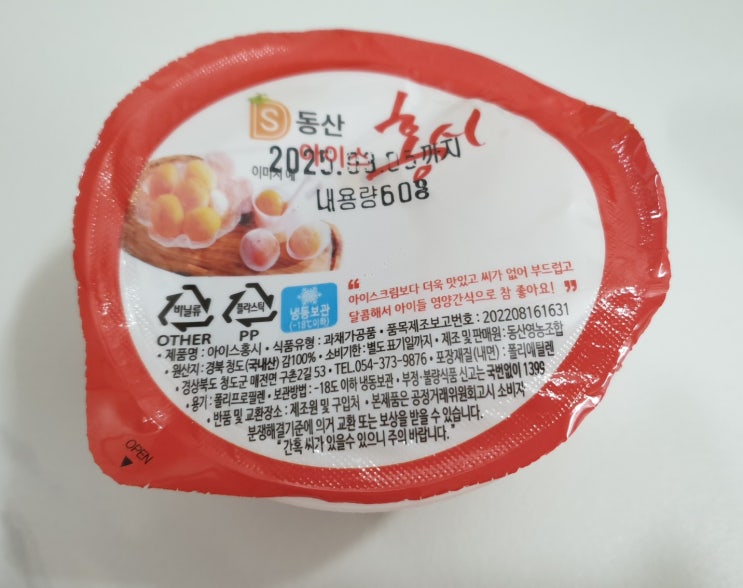 S 동산
아이스 홍시
이미지 예
2025.09.05까지
내용량60g
비닐류
OTHER
플라스틱
PP
냉동보관
(-18℃이하)
“ 아이스크림보다 더욱 맛있고 씨가 없어 부드럽고
달콤해서 아이들 영양간식으로 참 좋아요! ”
• 제품명 : 아이스홍시 • 식품유형 : 과채가공품 • 품목제조보고번호 : 202208161631
• 원산지 : 경북 청도(국내산) 감100% • 소비기한 : 별도 표기일까지 • 제조 및 판매원 : 동산영농조합
• 경상북도 청도군 매전면 구촌2길 53 • TEL.054-373-9876 • 포장재질(내면) : 폴리에틸렌
• 용기 : 폴리프로필렌 • 보관방법 : -18도 이하 냉동보관 • 부정·불량식품 신고는 국번없이 1399
• 반품 및 교환장소 : 제조원 및 구입처 • 본제품은 공정거래위원회고시 소비자
분쟁해결기준에 의거 교환 또는 보상을 받을 수 있습니다.
“ 간혹 씨가 있을수 있으니 주의 바랍니다. ”
OPEN